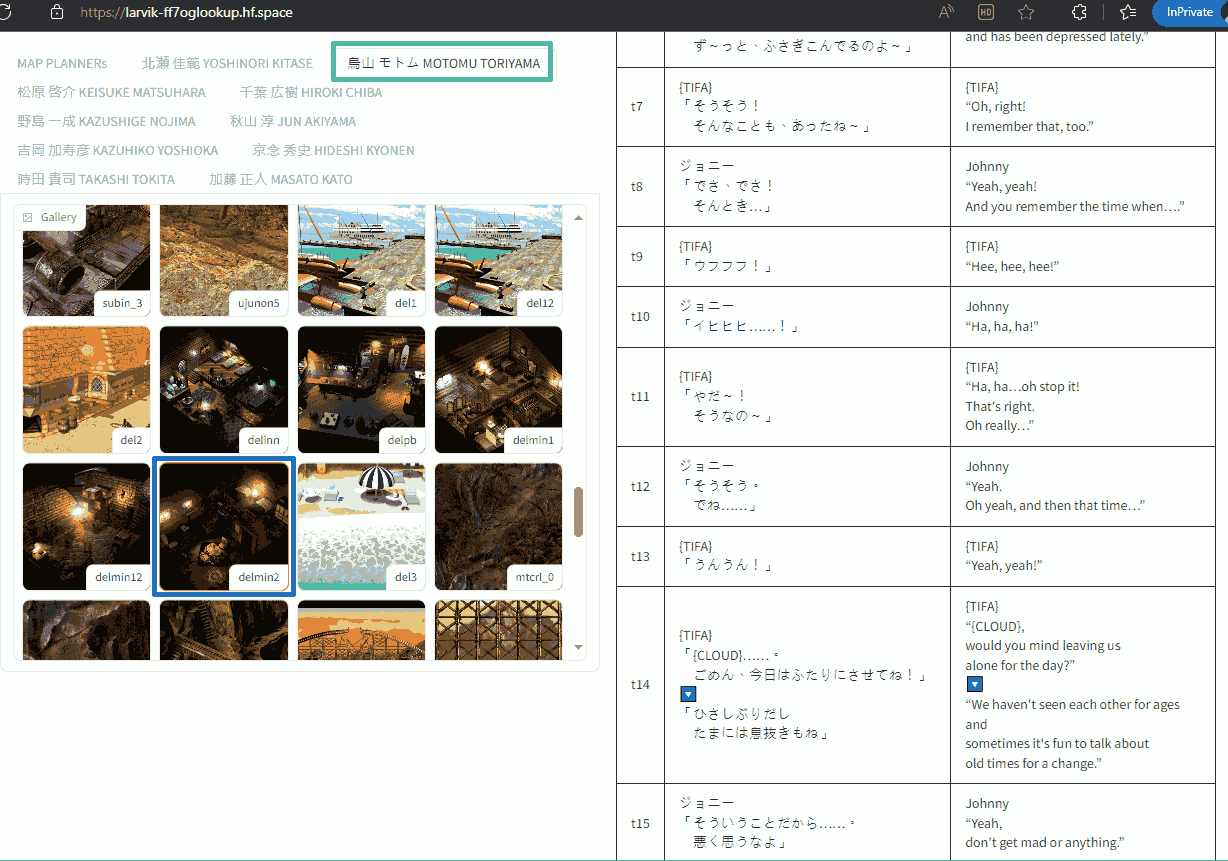 https://larvik-ff7oglookup.hf.space
A
HD
InPrivate
MAP PLANNERs
北瀬 佳範 YOSHINORI KITASE
鳥山 モトム MOTOMU TORIYAMA
松原 啓介 KEISUKE MATSUHARA
千葉 広樹 HIROKI CHIBA
野島 一成 KAZUSHIGE NOJIMA
秋山 淳 JUN AKIYAMA
吉岡 加寿彦 KAZUHIKO YOSHIOKA
京念 秀史 HIDESHI KYONEN
時田 貴司 TAKASHI TOKITA
加藤 正人 MASATO KATO
Gallery
subin_3
ujunon5
del1
del12
del2
delinn
delpb
delmin1
delmin12
delmin2
del3
mtcrl_0
ず～っと、ふさぎこんでるのよ～」
and has been depressed lately.”
t7
{TIFA}
「そうそう！
そんなことも、あったね～」
{TIFA}
“Oh, right!
I remember that, too.”
t8
ジョニー
「でさ、でさ！
そんとき…」
Johnny
“Yeah, yeah!
And you remember the time when….”
t9
{TIFA}
「ウフフフ！」
{TIFA}
“Hee, hee, hee!”
t10
ジョニー
「イヒヒヒ……！」
Johnny
“Ha, ha, ha!”
t11
{TIFA}
「やだ～！
そうなの～」
{TIFA}
“Ha, ha…oh stop it!
That's right.
Oh really…”
t12
ジョニー
「そうそう。
でね……」
Johnny
“Yeah.
Oh yeah, and then that time…”
t13
{TIFA}
「うんうん！」
{TIFA}
“Yeah, yeah!”
t14
{TIFA}
「{CLOUD}……。
ごめん、今日はふたりにさせてね！」
「ひさしぶりだし
たまには息抜きもね」
{TIFA}
“{CLOUD},
would you mind leaving us
alone for the day?”
“We haven't seen each other for ages
and
sometimes it's fun to talk about
old times for a change.”
t15
ジョニー
「そういうことだから……。
悪く思うなよ」
Johnny
“Yeah,
don't get mad or anything.”